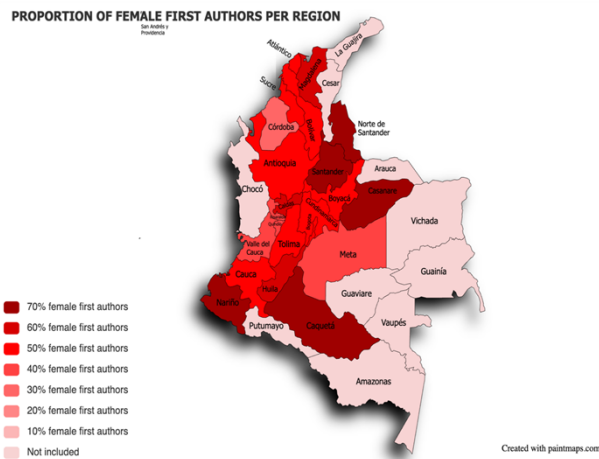 PROPORTION OF FEMALE FIRST AUTHORS PER REGION
San Andrés y
Providencia
La Guajira
Atlántico
Magdalena
Cesar
Sucre
Norte de
Santander
Córdoba
Bolívar
Antioquia
Santander
Arauca
Chocó
Boyacá
Casanare
Caldas
Cundinamarca
Vichada
Valle del
Cauca
Tolima
Meta
Cauca
Guainía
Huila
Guaviare
Nariño
Caquetá
Vaupés
Putumayo
Amazonas
70% female first authors
60% female first authors
50% female first authors
40% female first authors
30% female first authors
20% female first authors
10% female first authors
Not included
Created with paintmaps.com